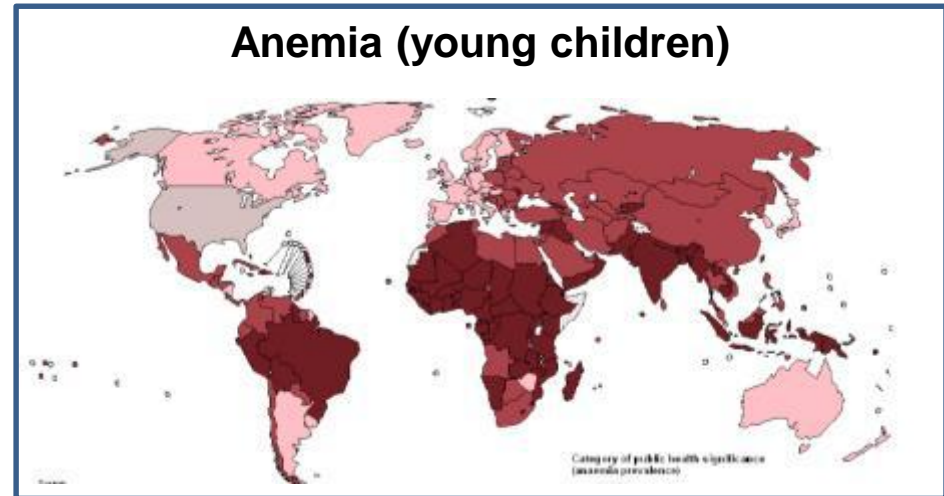 Anemia (young children)
Category of public health significance
(anaemia prevalence)